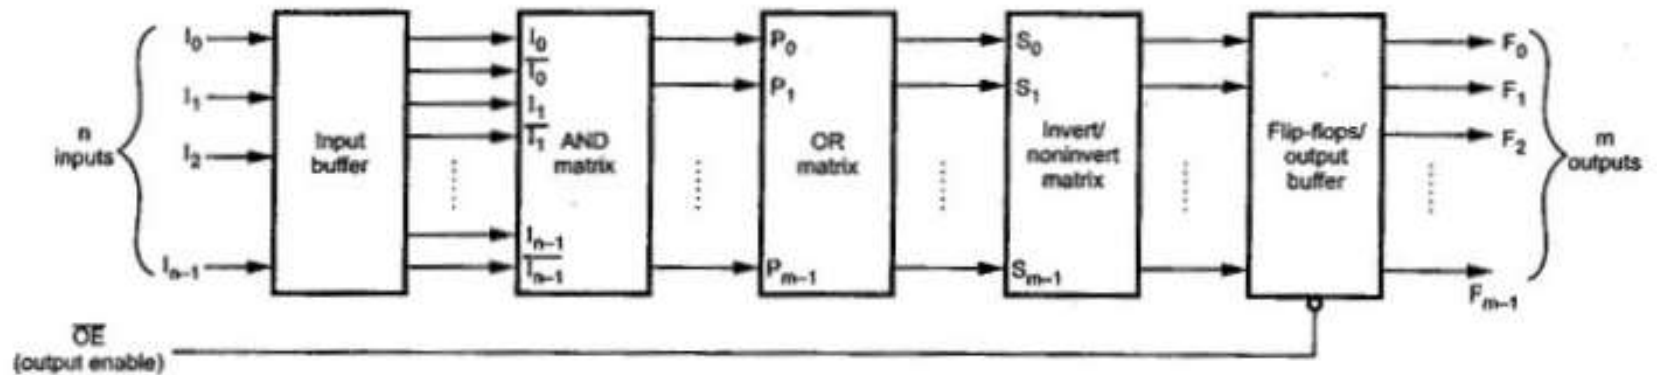 n
inputs
I₀
I₁
I₂
Iₙ₋₁
Input
buffer
I₀
I̅₀
I₁
I̅₁
Iₙ₋₁
I̅ₙ₋₁
AND
matrix
P₀
P₁
Pₘ₋₁
OR
matrix
S₀
S₁
Sₘ₋₁
Invert/
noninvert
matrix
Flip-flops/
output
buffer
F₀
F₁
F₂
Fₘ₋₁
m
outputs
O̅E̅
(output enable)